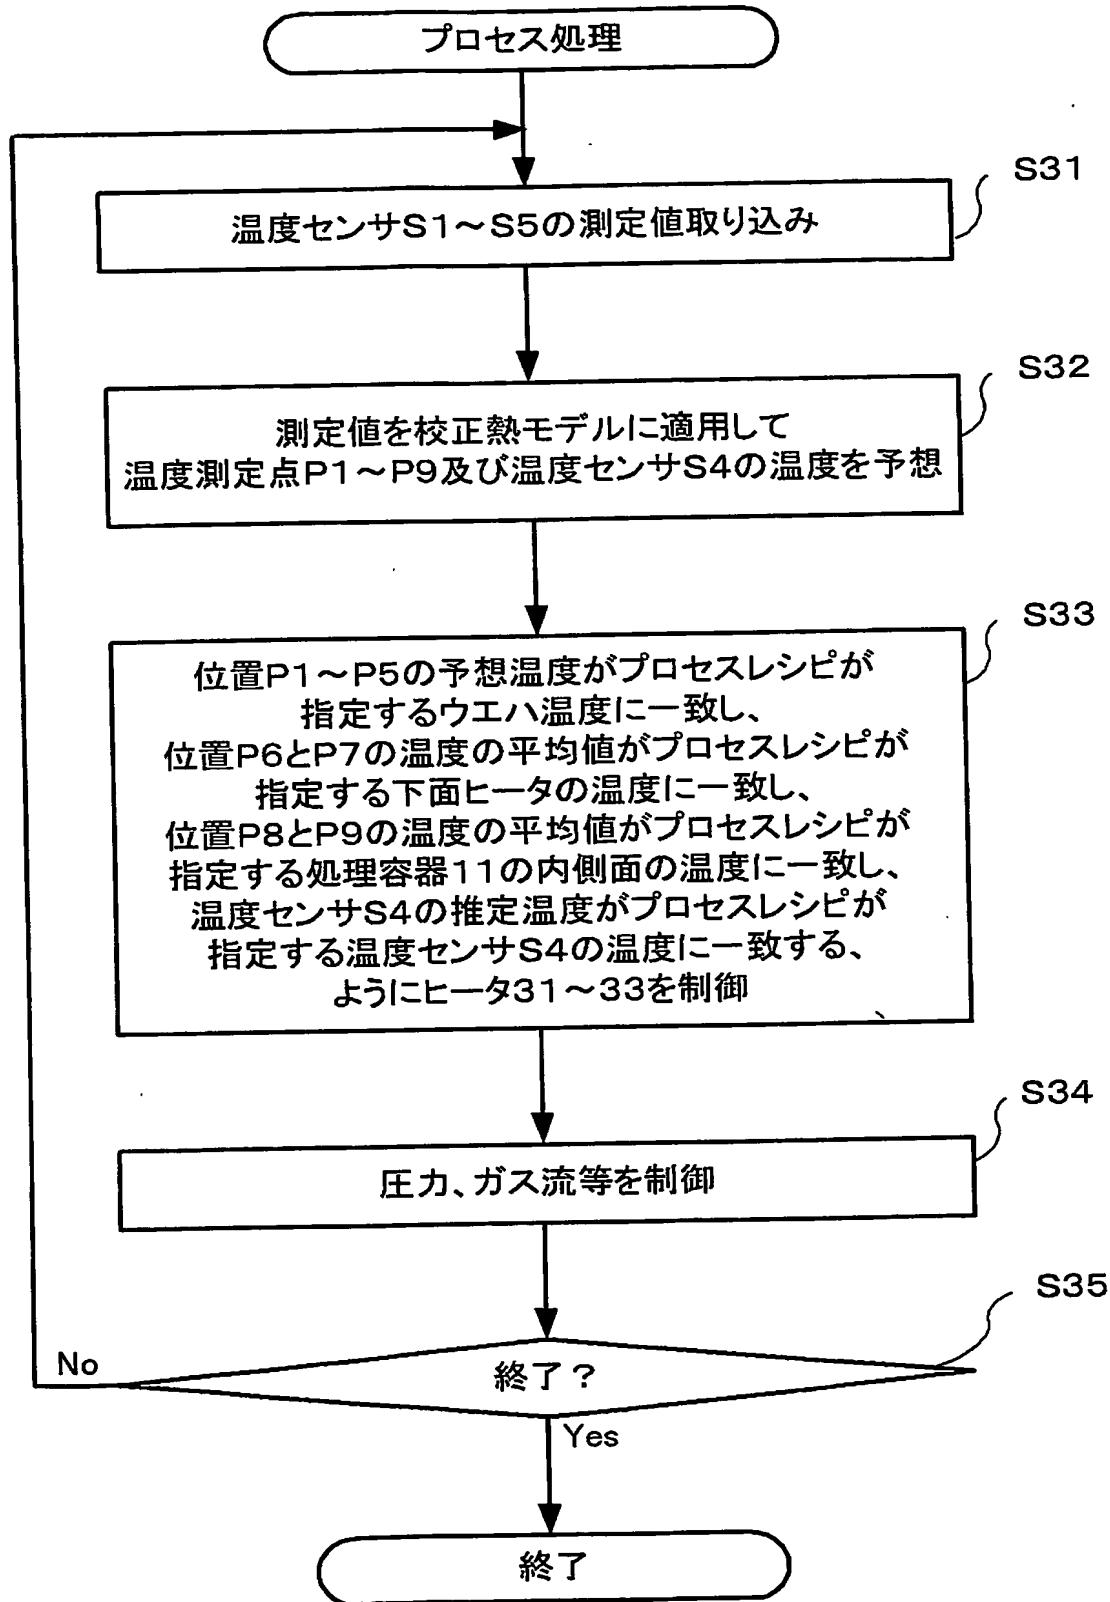 プロセス処理
S31
温度センサS1～S5の測定値取り込み
S32
測定値を校正熱モデルに適用して
温度測定点P1～P9及び温度センサS4の温度を予想
S33
位置P1～P5の予想温度がプロセスレシピが
指定するウエハ温度に一致し、
位置P6とP7の温度の平均値がプロセスレシピが
指定する下面ヒータの温度に一致し、
位置P8とP9の温度の平均値がプロセスレシピが
指定する処理容器11の内側面の温度に一致し、
温度センサS4の推定温度がプロセスレシピが
指定する温度センサS4の温度に一致する、
ようにヒータ31～33を制御
S34
圧力、ガス流等を制御
S35
No
終了？
Yes
終了